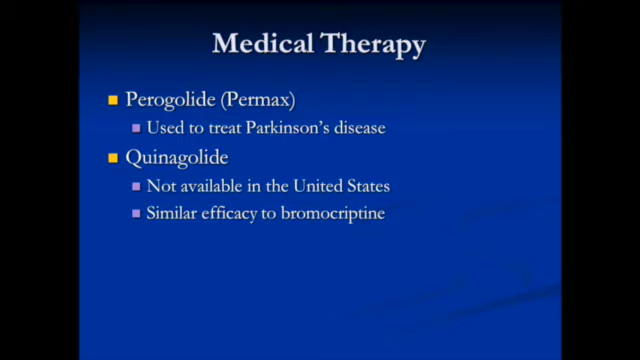 Medical Therapy
Perogolide (Permax)
Used to treat Parkinson's disease
Quinagolide
Not available in the United States
Similar efficacy to bromocriptine